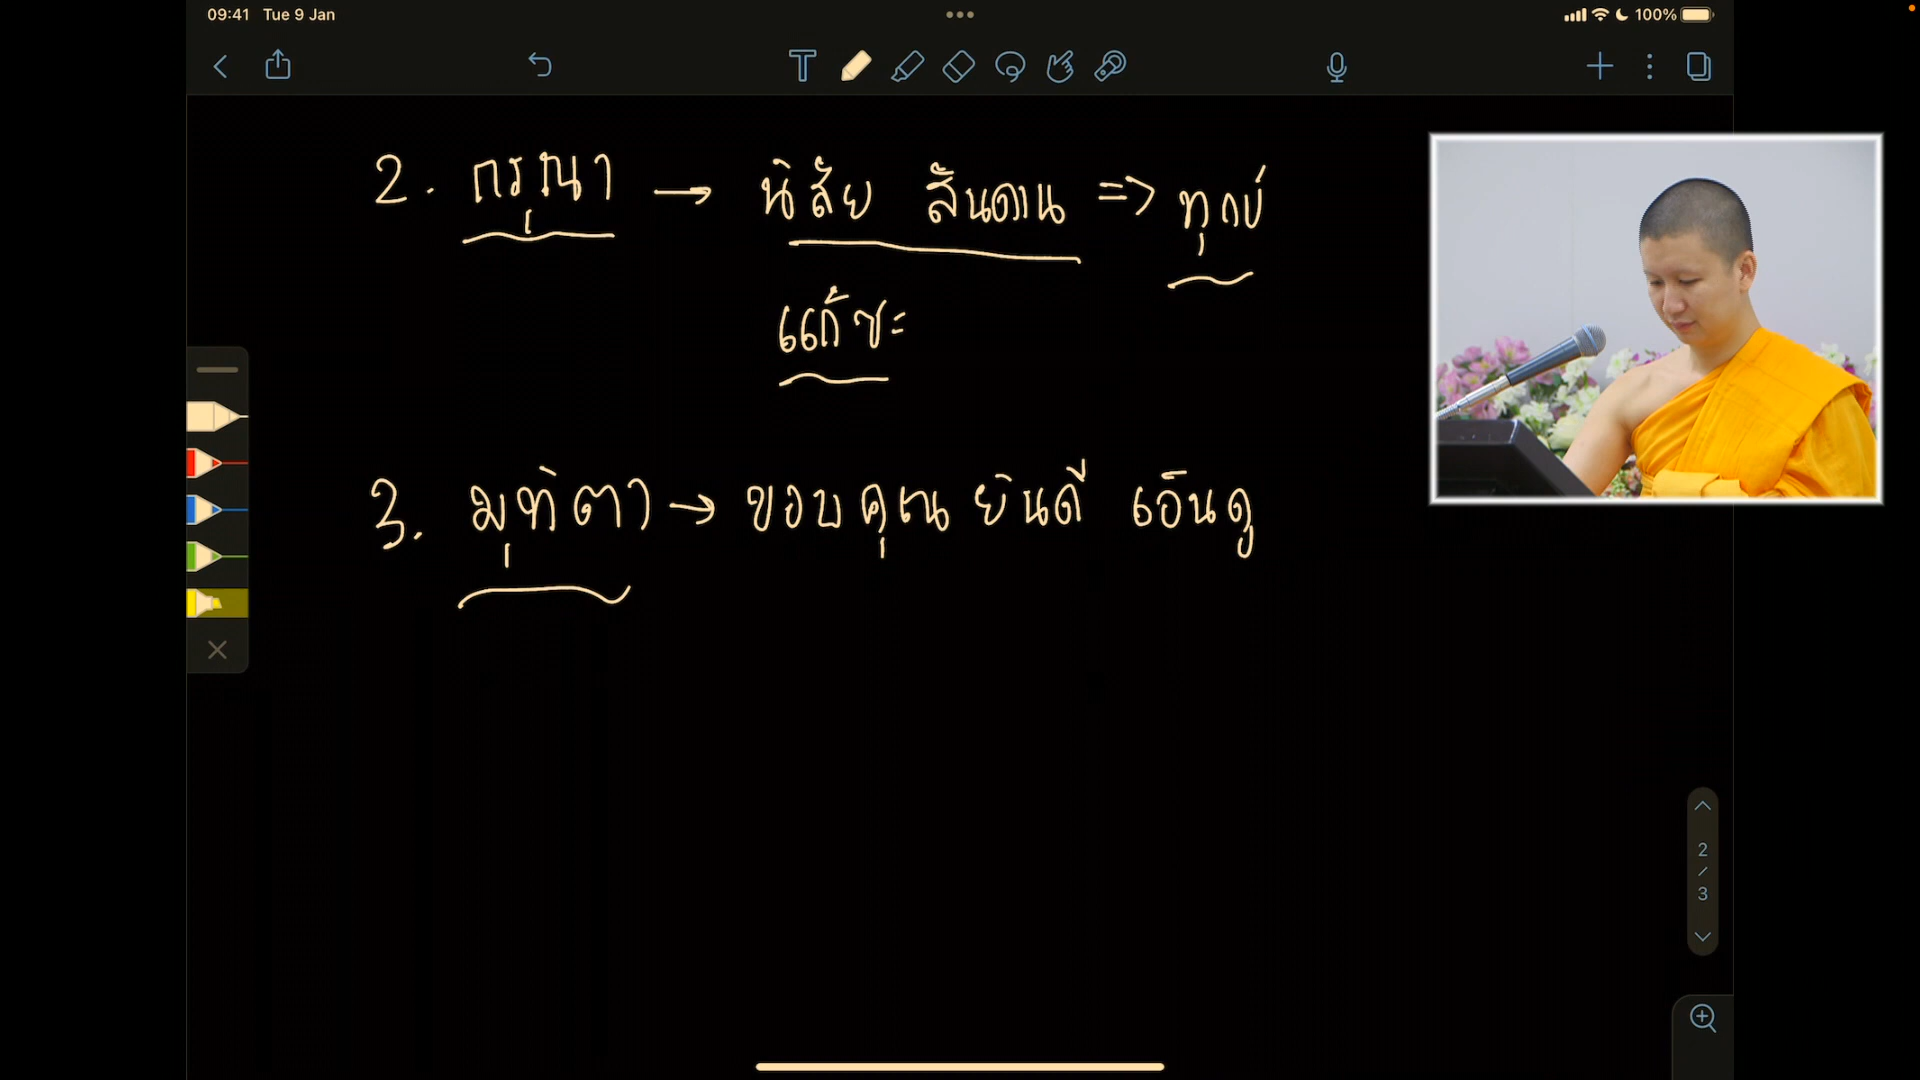 09:41 Tue 9 Jan
100%
2. กรุณา → นิสัย สันดาน => ทุกข์
แก้ซะ
3. มุทิตา → ขอบคุณ ยินดี เอ็นดู
2
/
3